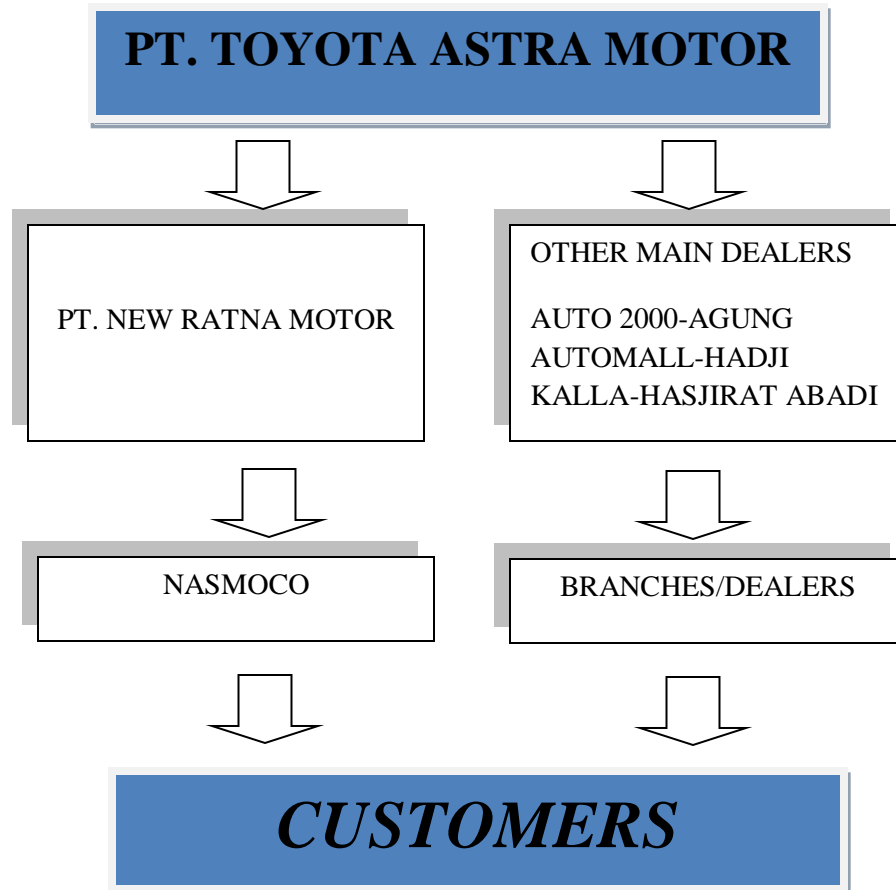 PT. TOYOTA ASTRA MOTOR
PT. NEW RATNA MOTOR
OTHER MAIN DEALERS
AUTO 2000-AGUNG
AUTOMALL-HADJI
KALLA-HASJIRAT ABADI
NASMOCO
BRANCHES/DEALERS
CUSTOMERS